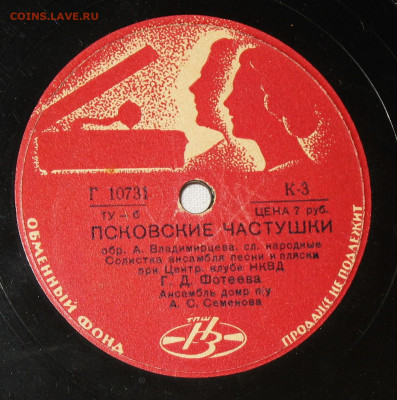 coins.lave.ru
Г 10731
К-3
ТУ-6
ЦЕНА 7 руб.
ПСКОВСКИЕ ЧАСТУШКИ
обр. А. Владимирцева, сл. народные
Солистка ансамбля песни и пляски
при Центр. клубе НКВД
Г. Д. Фотеева
Ансамбль домр п/у
А. С. Семенова
ОБМЕННЫЙ ФОНД
ПРОДАЖЕ НЕ ПОДЛЕЖИТ